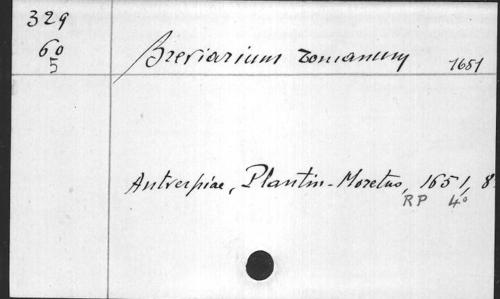 329
60
5
Breviarium romanum 1651
Antverpiae, Plantin-Moretus, 1651, 8
RP 4°